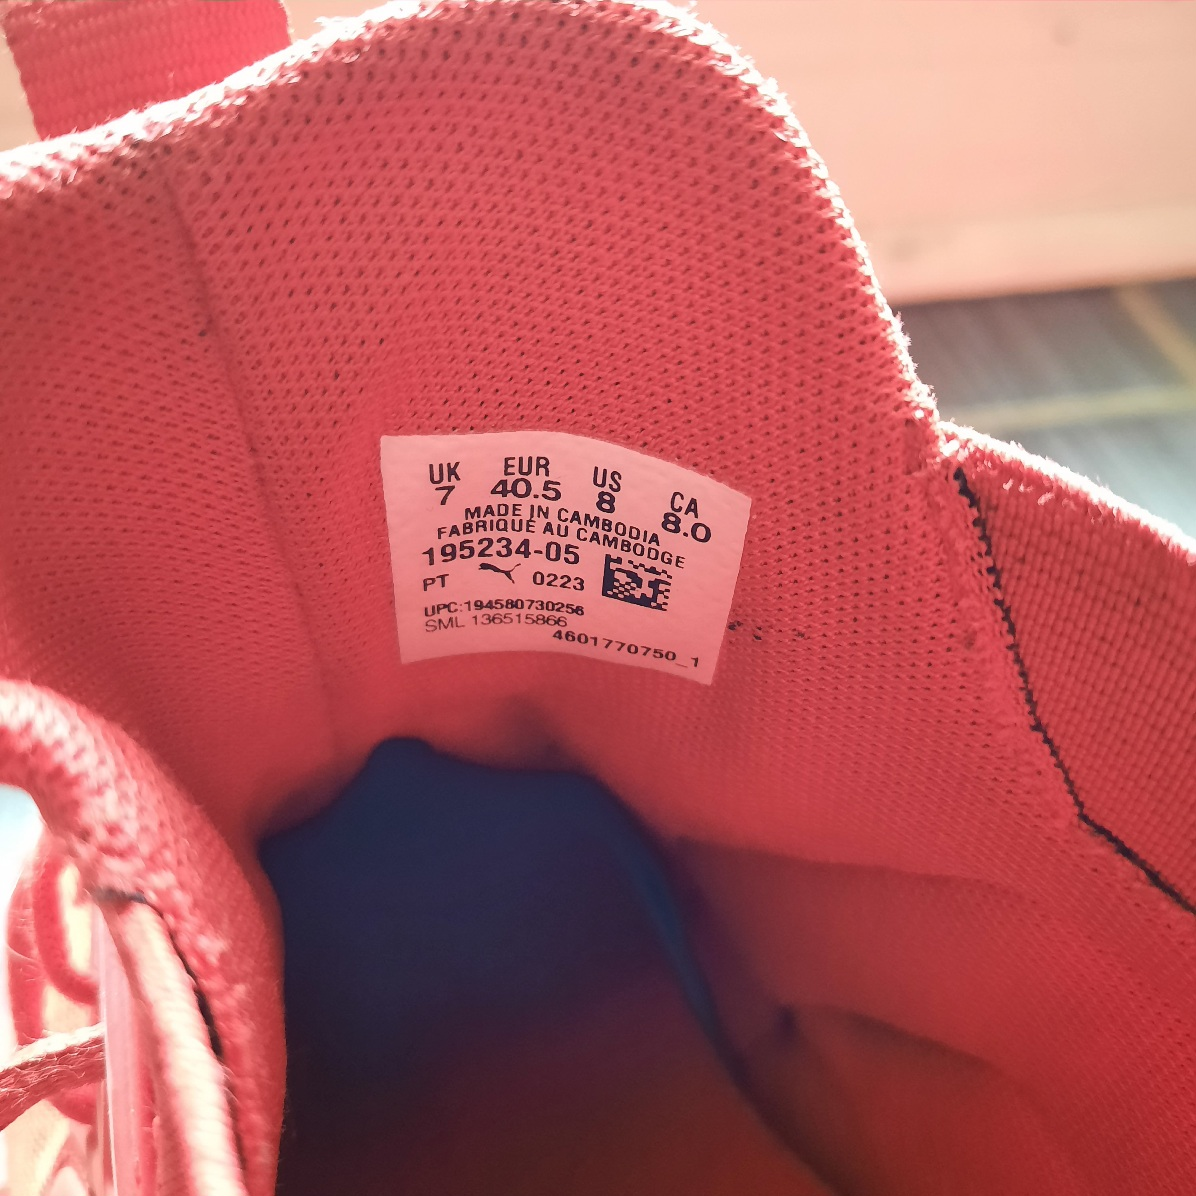 UK EUR US CA
7 40.5 8 8.0
MADE IN CAMBODIA
FABRIQUÉ AU CAMBODGE
195234-05
PT 0223
UPC:194580730256
SML 136515866
4601770750_1